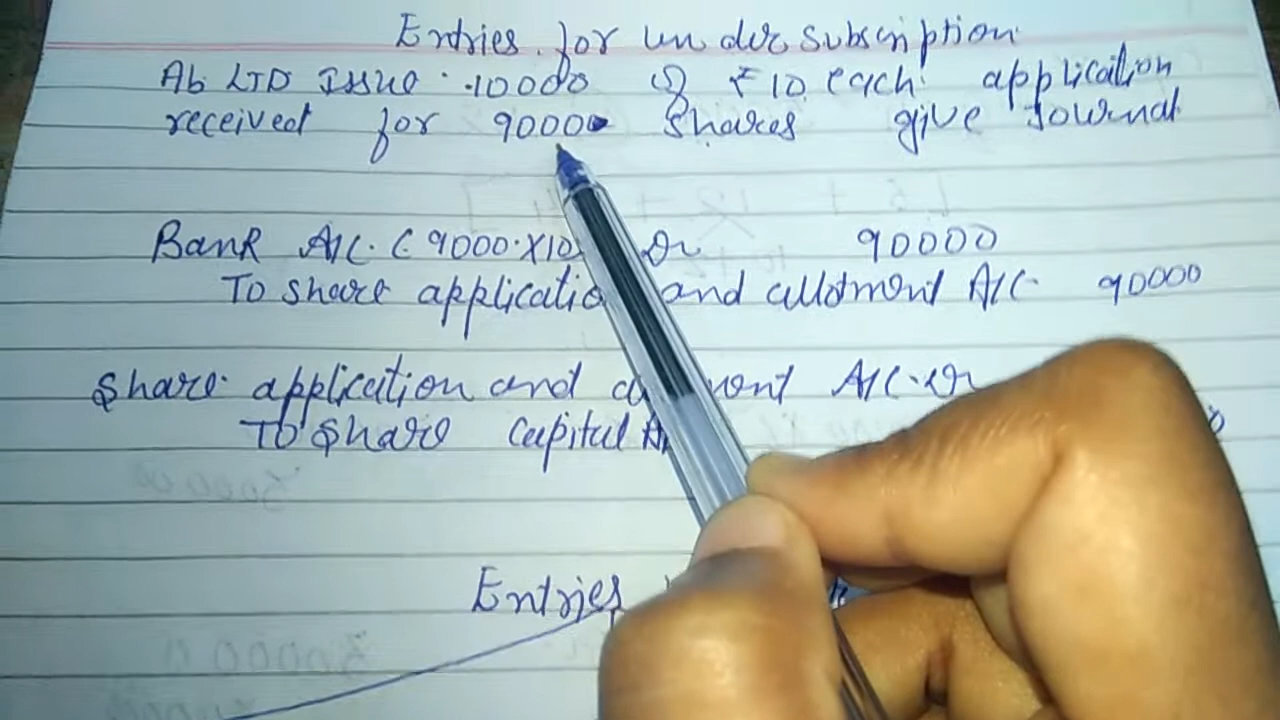 Entries for under subscription
Ab LTD Issue 10000 of ₹10 each application
received for 9000 shares give Journal
Bank A/C (9000×10 Dr 90000
To share application and allotment A/C 90000
Share application and A/C Dr
To Share Capital
Entries